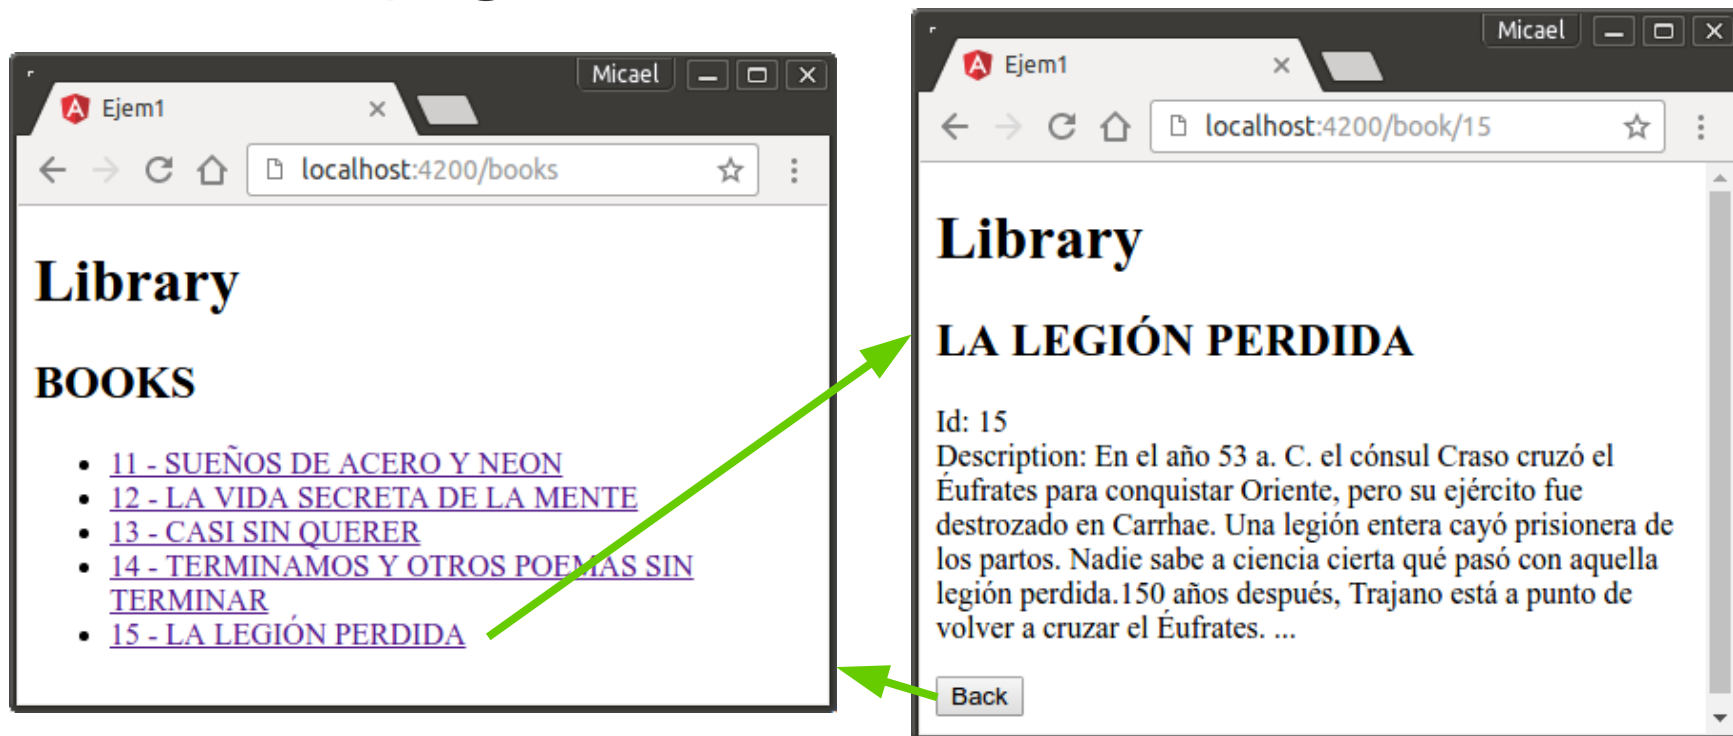 Micael
Ejem1
localhost:4200/books
Library
BOOKS
11 - SUEÑOS DE ACERO Y NEON
12 - LA VIDA SECRETA DE LA MENTE
13 - CASI SIN QUERER
14 - TERMINAMOS Y OTROS POEMAS SIN
TERMINAR
15 - LA LEGIÓN PERDIDA
Micael
Ejem1
localhost:4200/book/15
Library
LA LEGIÓN PERDIDA
Id: 15
Description: En el año 53 a. C. el cónsul Craso cruzó el
Éufrates para conquistar Oriente, pero su ejército fue
destrozado en Carrhae. Una legión entera cayó prisionera de
los partos. Nadie sabe a ciencia cierta qué pasó con aquella
legión perdida.150 años después, Trajano está a punto de
volver a cruzar el Éufrates. ...
Back